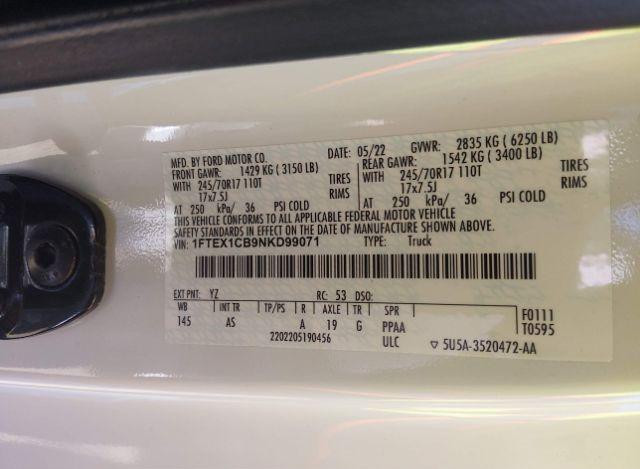 MFD. BY FORD MOTOR CO.
DATE: 05/22 GVWR: 2835 KG ( 6250 LB)
FRONT GAWR: 1429 KG ( 3150 LB)
REAR GAWR: 1542 KG ( 3400 LB)
WITH 245/70R17 110T TIRES
WITH 245/70R17 110T TIRES
17x7.5J RIMS
17x7.5J RIMS
AT 250 kPa/ 36 PSI COLD
AT 250 kPa/ 36 PSI COLD
THIS VEHICLE CONFORMS TO ALL APPLICABLE FEDERAL MOTOR VEHICLE
SAFETY STANDARDS IN EFFECT ON THE DATE OF MANUFACTURE SHOWN ABOVE.
VIN: 1FTEX1CB9NKD99071 TYPE: Truck
EXT PNT: YZ RC: 53 DSO:
WB INT TR TP/PS R AXLE TR SPR
145 AS A 19 G PPAA
F0111
T0595
2202205190456 ULC ▽ 5U5A-3520472-AA